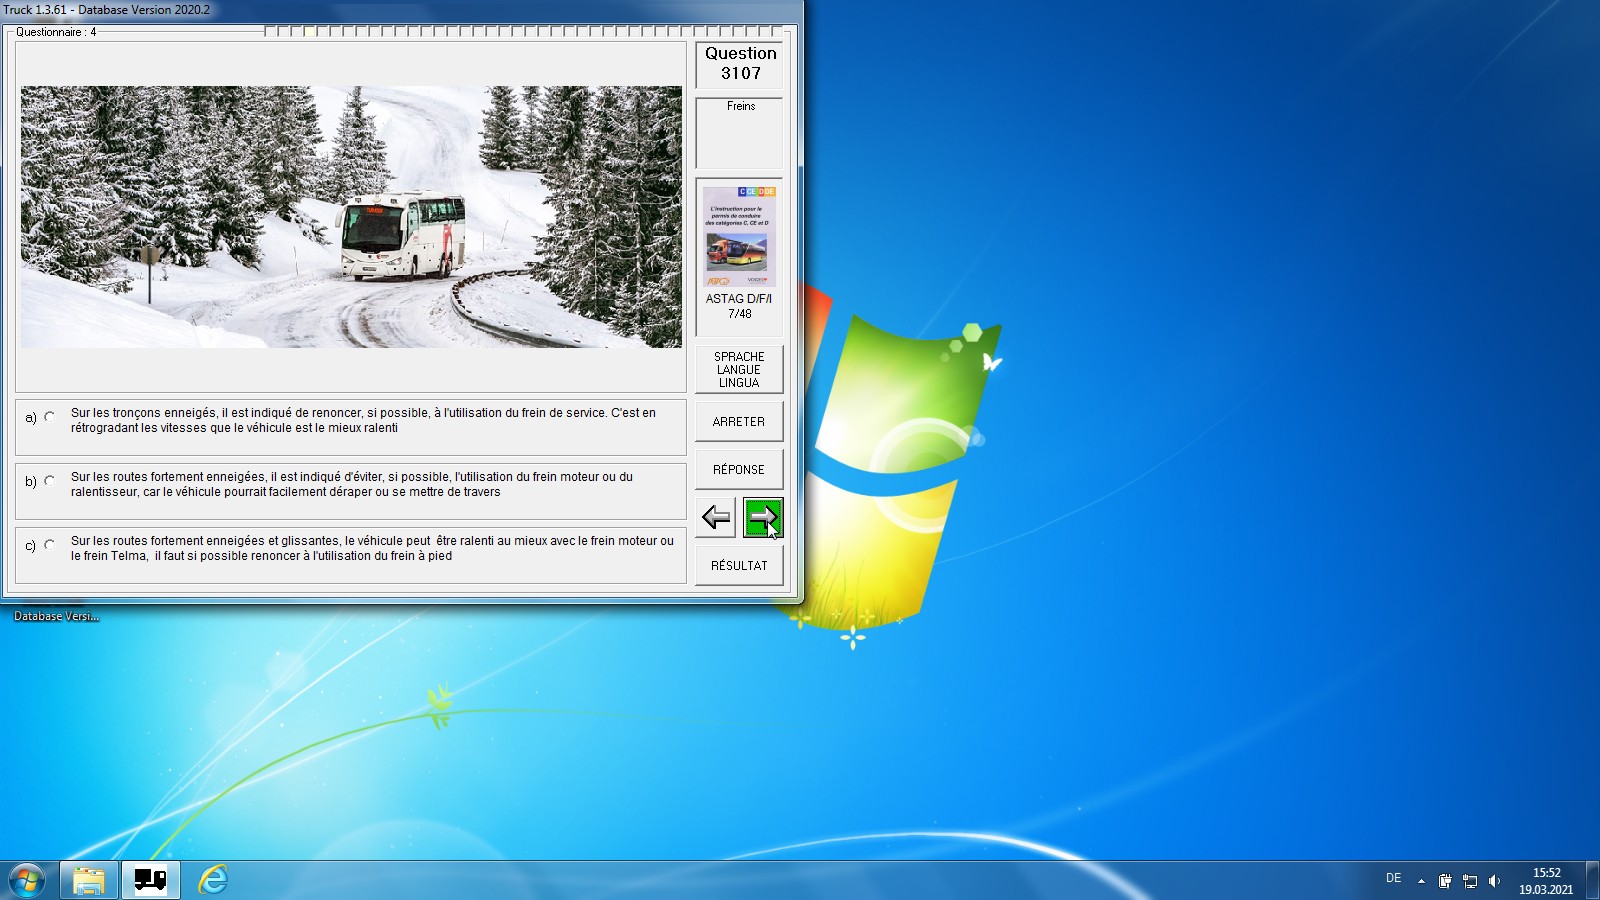 Truck 1.3.61 - Database Version 2020.2
Questionnaire : 4
Question
3107
Freins
C CE D DE
L'instruction pour le
permis de conduire
des catégories C, CE et D
ASTAG D/F/I
7/48
SPRACHE
LANGUE
LINGUA
ARRETER
RÉPONSE
RÉSULTAT
a) Sur les tronçons enneigés, il est indiqué de renoncer, si possible, à l'utilisation du frein de service. C'est en
rétrogradant les vitesses que le véhicule est le mieux ralenti
b) Sur les routes fortement enneigées, il est indiqué d'éviter, si possible, l'utilisation du frein moteur ou du
ralentisseur, car le véhicule pourrait facilement déraper ou se mettre de travers
c) Sur les routes fortement enneigées et glissantes, le véhicule peut être ralenti au mieux avec le frein moteur ou
le frein Telma, il faut si possible renoncer à l'utilisation du frein à pied
Database Versi...
DE
15:52
19.03.2021